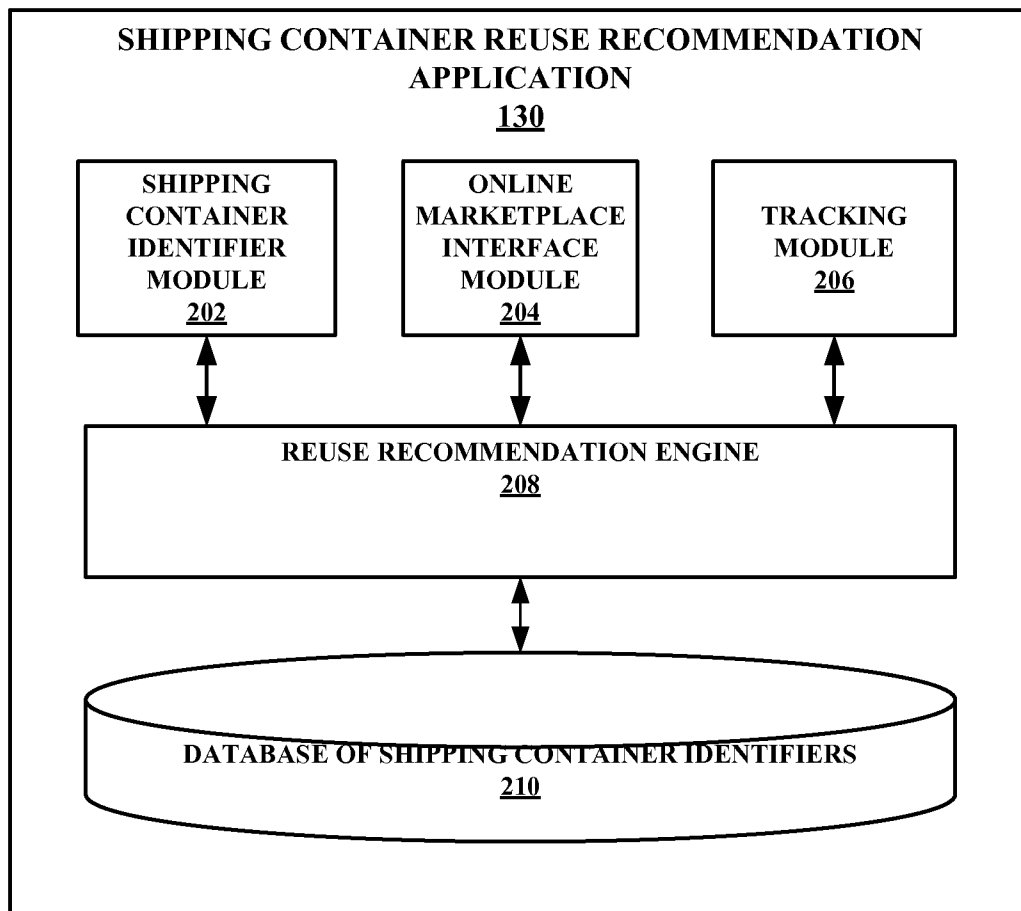 SHIPPING CONTAINER REUSE RECOMMENDATION
APPLICATION
130
SHIPPING
CONTAINER
IDENTIFIER
MODULE
202
ONLINE
MARKETPLACE
INTERFACE
MODULE
204
TRACKING
MODULE
206
REUSE RECOMMENDATION ENGINE
208
DATABASE OF SHIPPING CONTAINER IDENTIFIERS
210